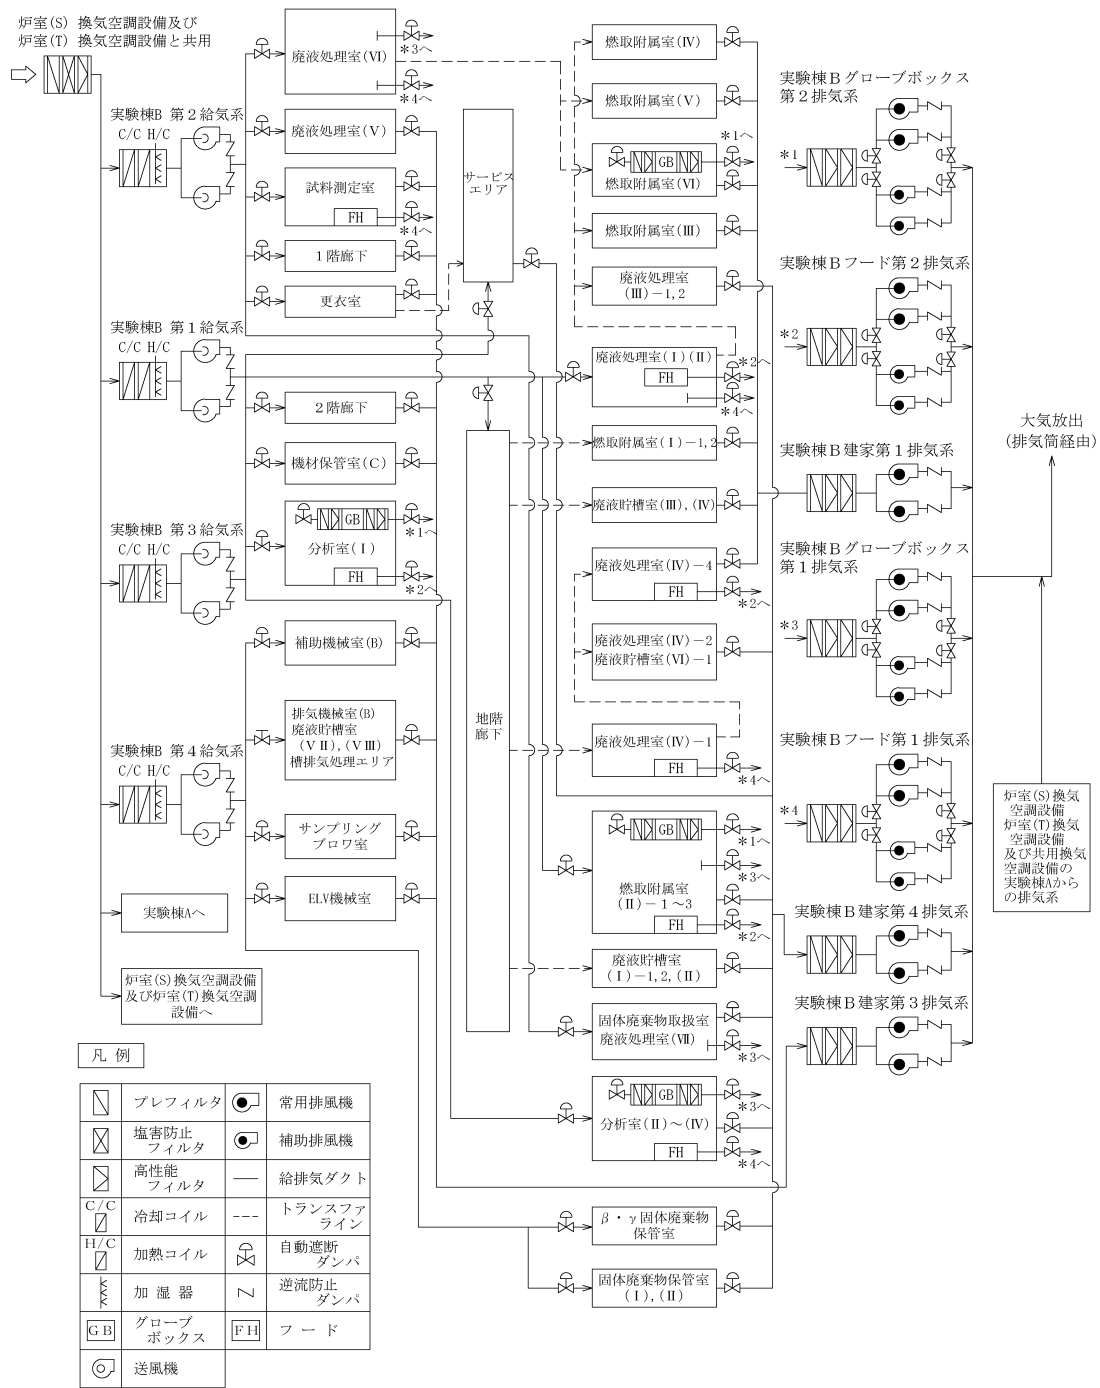 炉室(S) 換気空調設備及び
炉室(T) 換気空調設備と共用
実験棟B 第2給気系
C/C H/C
実験棟B 第1給気系
C/C H/C
実験棟B 第3給気系
C/C H/C
実験棟B 第4給気系
C/C H/C
実験棟Aへ
炉室(S)換気空調設備
及び炉室(T)換気空調
設備へ
廃液処理室(Ⅵ)
*3へ
*4へ
廃液処理室(Ⅴ)
試料測定室
FH
*4へ
1階廊下
更衣室
2階廊下
機材保管室(C)
GB
*1へ
分析室(Ⅰ)
FH
*2へ
補助機械室(B)
排気機械室(B)
廃液貯槽室
(ⅤⅡ),(ⅤⅢ)
槽排気処理エリア
サンプリング
ブロワ室
ELV機械室
サービス
エリア
地階
廊下
燃取附属室(Ⅳ)
燃取附属室(Ⅴ)
*1へ
GB
燃取附属室(Ⅵ)
燃取附属室(Ⅲ)
廃液処理室
(Ⅲ)-1,2
廃液処理室(Ⅰ)(Ⅱ)
*2へ
FH
*4へ
燃取附属室(Ⅰ)-1,2
廃液貯槽室(Ⅲ),(Ⅳ)
廃液処理室(Ⅳ)-4
FH
*2へ
廃液処理室(Ⅳ)-2
廃液貯槽室(Ⅵ)-1
廃液処理室(Ⅳ)-1
FH
*4へ
GB
*1へ
*3へ
燃取附属室
(Ⅱ)-1~3
FH
*2へ
廃液貯槽室
(Ⅰ)-1,2,(Ⅱ)
固体廃棄物取扱室
廃液処理室(Ⅶ)
*3へ
GB
*3へ
分析室(Ⅱ)~(Ⅳ)
FH
*4へ
β・γ固体廃棄物
保管室
固体廃棄物保管室
(Ⅰ),(Ⅱ)
実験棟Bグローブボックス
第2排気系
*1
実験棟Bフード第2排気系
*2
実験棟B建家第1排気系
実験棟Bグローブボックス
第1排気系
*3
実験棟Bフード第1排気系
*4
実験棟B建家第4排気系
実験棟B建家第3排気系
大気放出
(排気筒経由)
炉室(S)換気
空調設備
炉室(T)換気
空調設備
及び共用換気
空調設備の
実験棟Aから
の排気系
凡 例
プレフィルタ
常用排風機
塩害防止
フィルタ
補助排風機
高性能
フィルタ
給排気ダクト
C/C
冷却コイル
トランスファ
ライン
H/C
加熱コイル
自動遮断
ダンパ
加 湿 器
逆流防止
ダンパ
GB
グローブ
ボックス
FH
フ ー ド
送風機